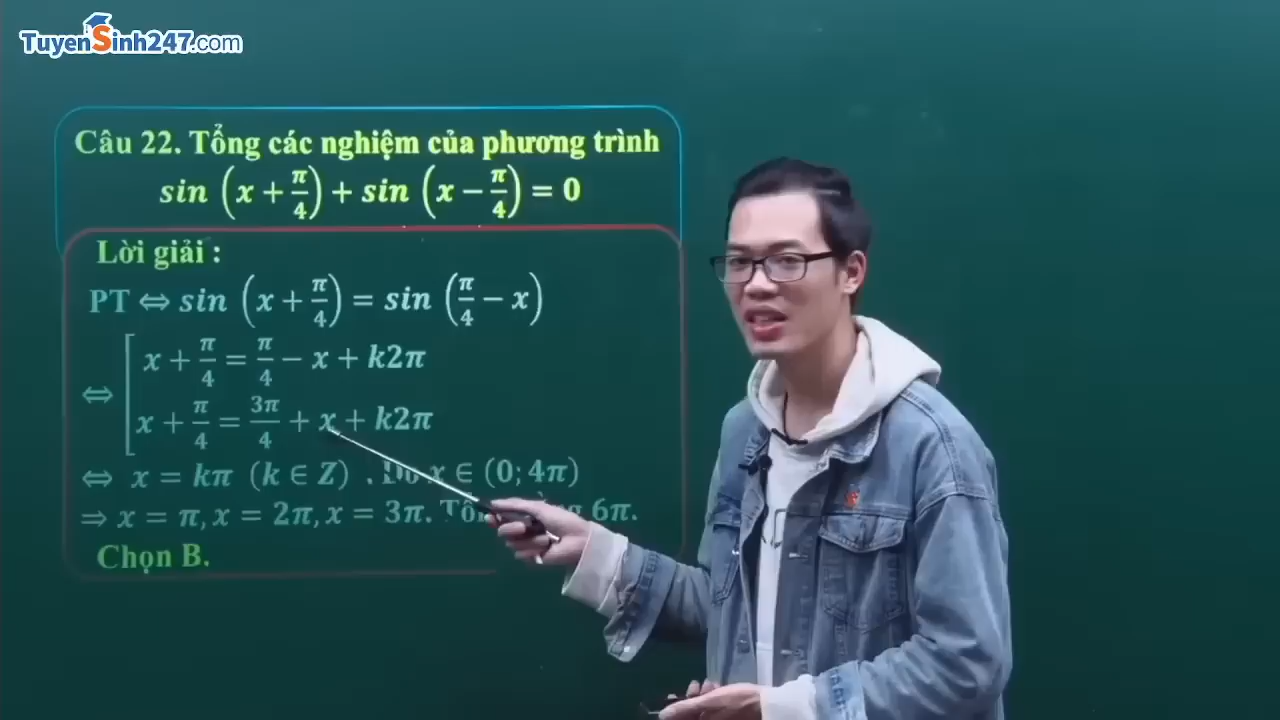 TuyenSinh247.com
Câu 22. Tổng các nghiệm của phương trình
sin (x + π/4) + sin (x − π/4) = 0
Lời giải :
PT ⇔ sin (x + π/4) = sin (π/4 − x)
x + π/4 = π/4 − x + k2π
⇔ [ x + π/4 = 3π/4 + x + k2π
⇔ x = kπ (k ∈ Z) . Do x ∈ (0; 4π)
⇒ x = π, x = 2π, x = 3π. 6π.
Chọn B.